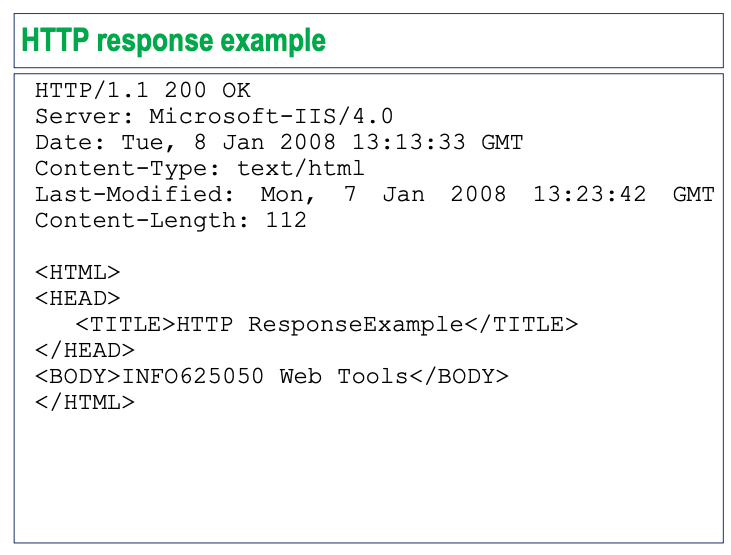 HTTP response example
HTTP/1.1 200 OK
Server: Microsoft-IIS/4.0
Date: Tue, 8 Jan 2008 13:13:33 GMT
Content-Type: text/html
Last-Modified: Mon, 7 Jan 2008 13:23:42 GMT
Content-Length: 112

<HTML>
<HEAD>
<TITLE>HTTP ResponseExample</TITLE>
</HEAD>
<BODY>INFO625050 Web Tools</BODY>
</HTML>